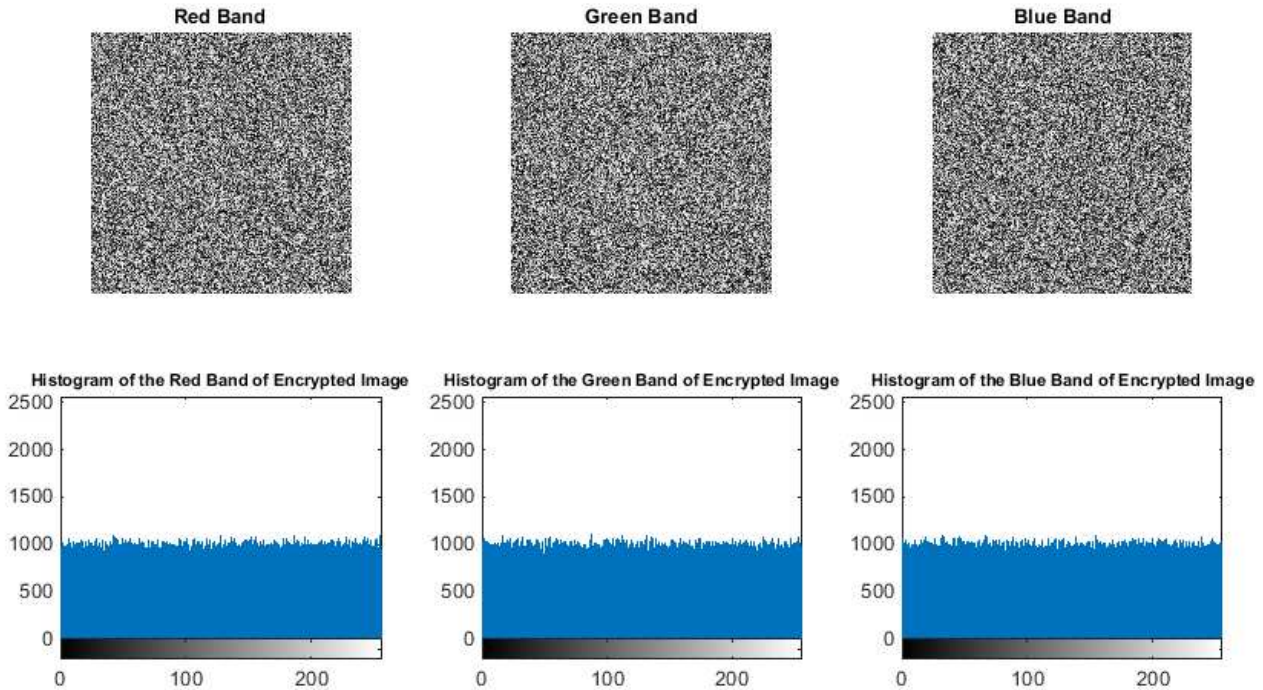 Red Band
Green Band
Blue Band
Histogram of the Red Band of Encrypted Image
2500
2000
1500
1000
500
0
0 100 200
Histogram of the Green Band of Encrypted Image
2500
2000
1500
1000
500
0
0 100 200
Histogram of the Blue Band of Encrypted Image
2500
2000
1500
1000
500
0
0 100 200